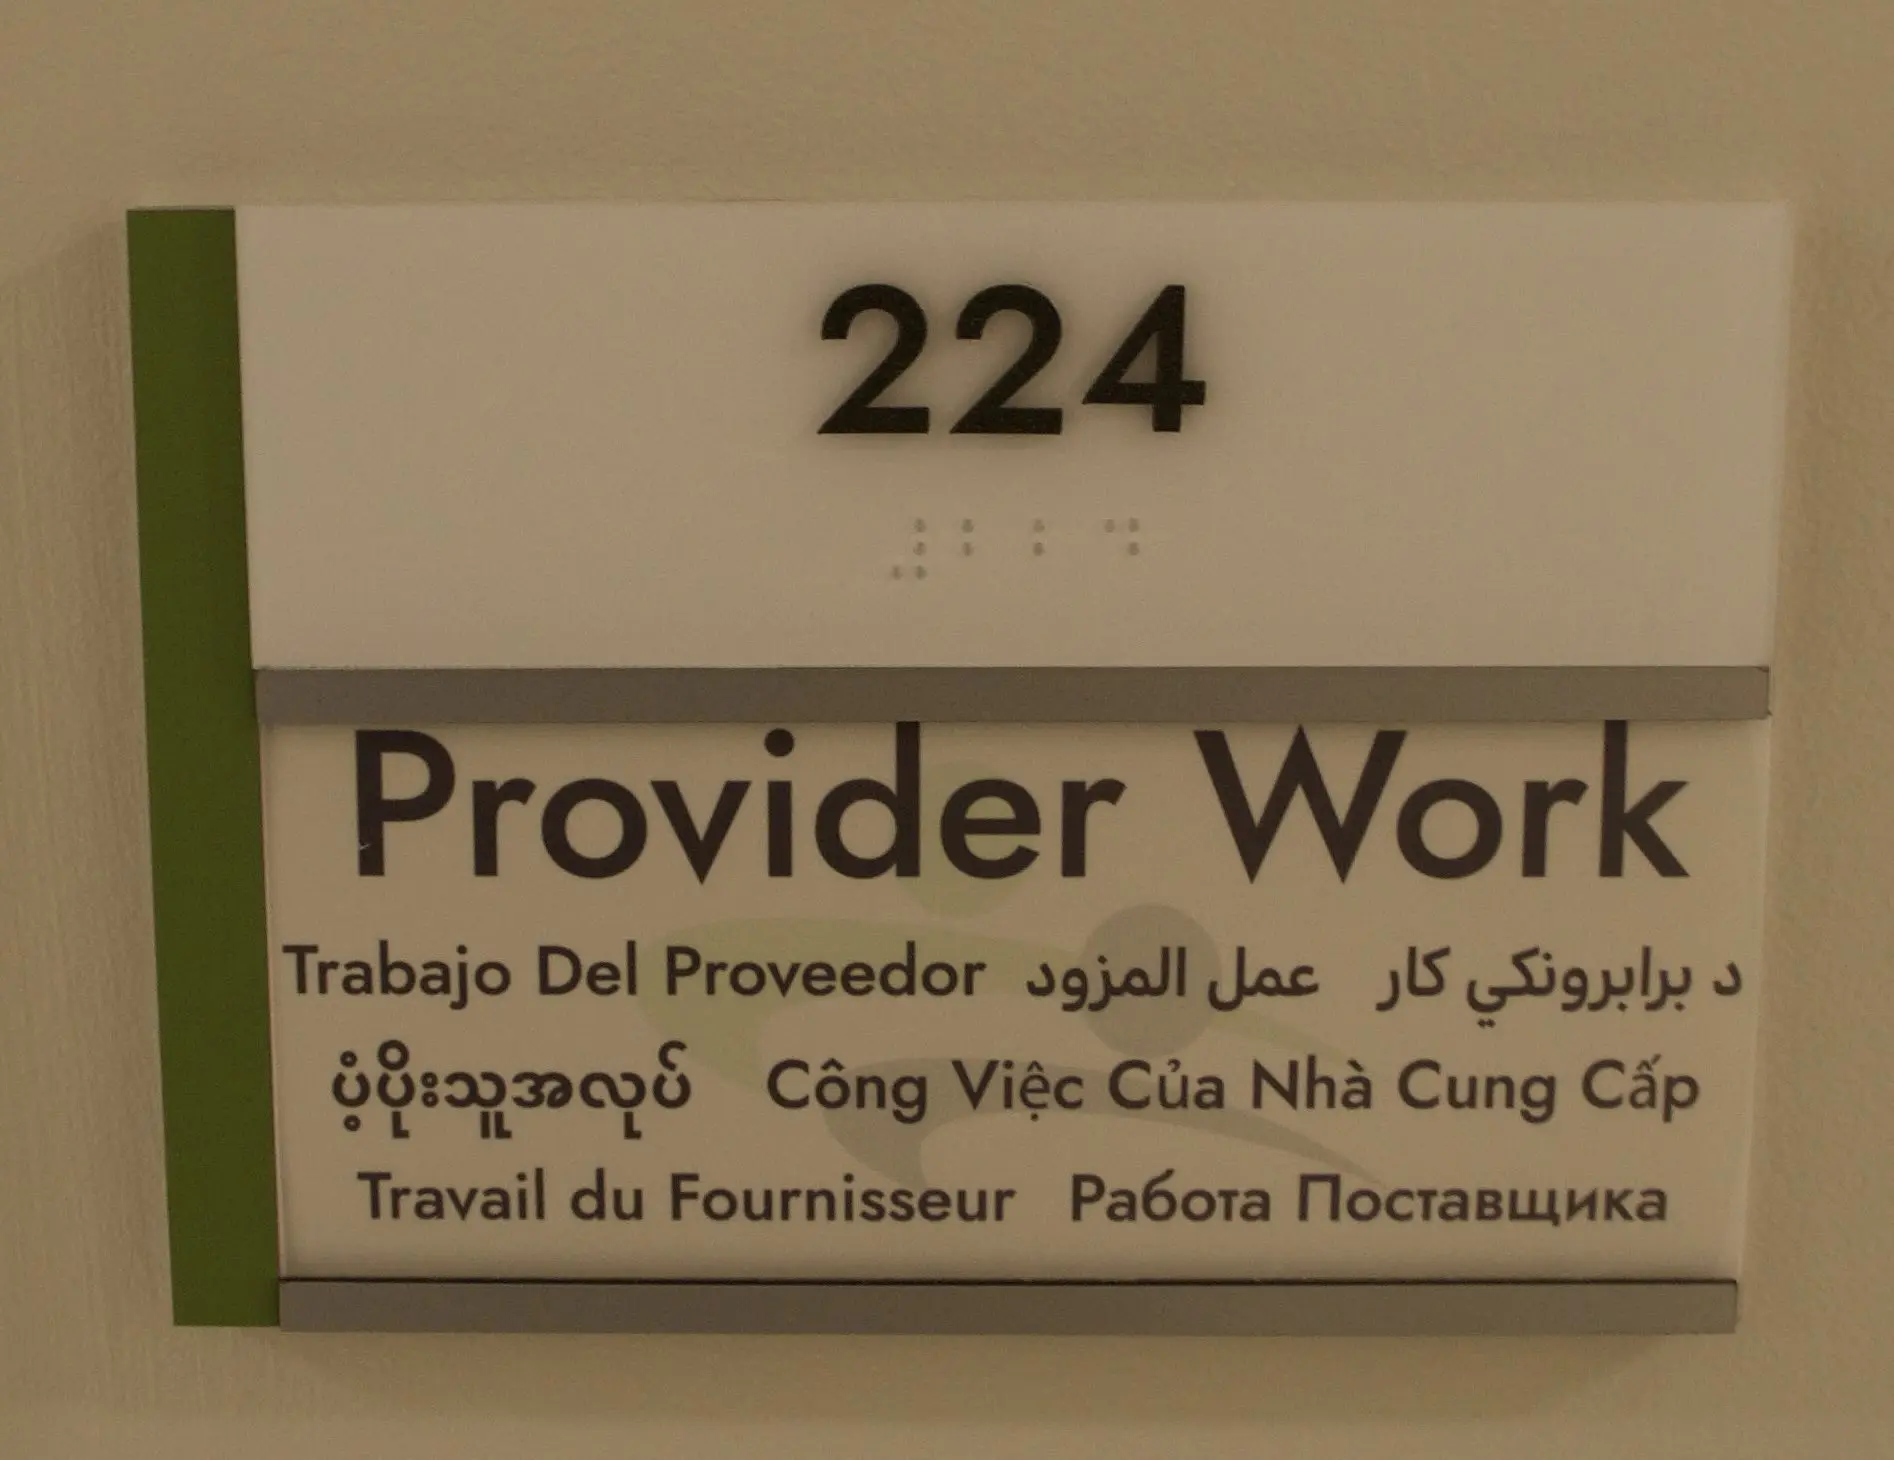 224
⠼⠃⠃⠙
Provider Work
Trabajo Del Proveedor عمل المزود د برابرونکي کار
ပံ့ပိုးသူအလုပ် Công Việc Của Nhà Cung Cấp
Travail du Fournisseur Работа Поставщика